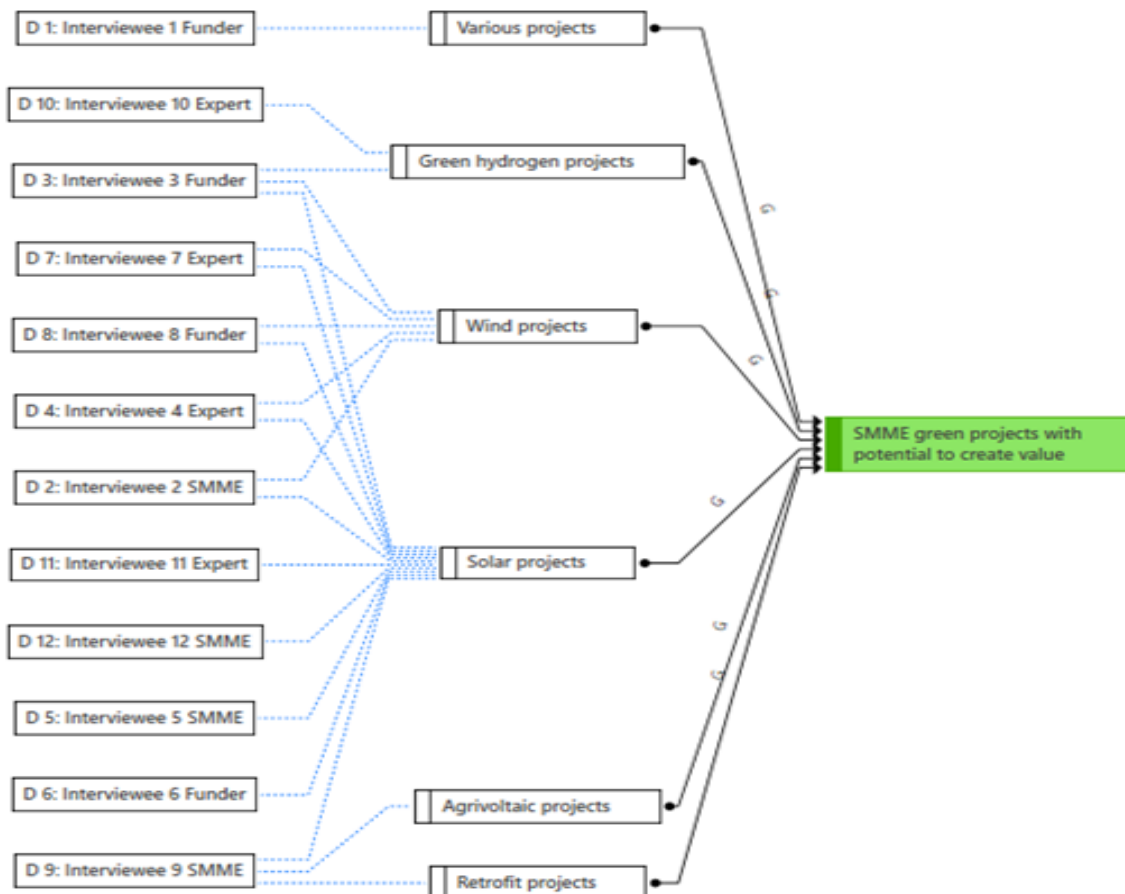 D 1: Interviewee 1 Funder
Various projects
D 10: Interviewee 10 Expert
Green hydrogen projects
D 3: Interviewee 3 Funder
G
D 7: Interviewee 7 Expert
G
D 8: Interviewee 8 Funder
Wind projects
G
D 4: Interviewee 4 Expert
SMME green projects with
potential to create value
D 2: Interviewee 2 SMME
G
D 11: Interviewee 11 Expert
Solar projects
D 12: Interviewee 12 SMME
G
G
D 5: Interviewee 5 SMME
D 6: Interviewee 6 Funder
Agrivoltaic projects
D 9: Interviewee 9 SMME
Retrofit projects